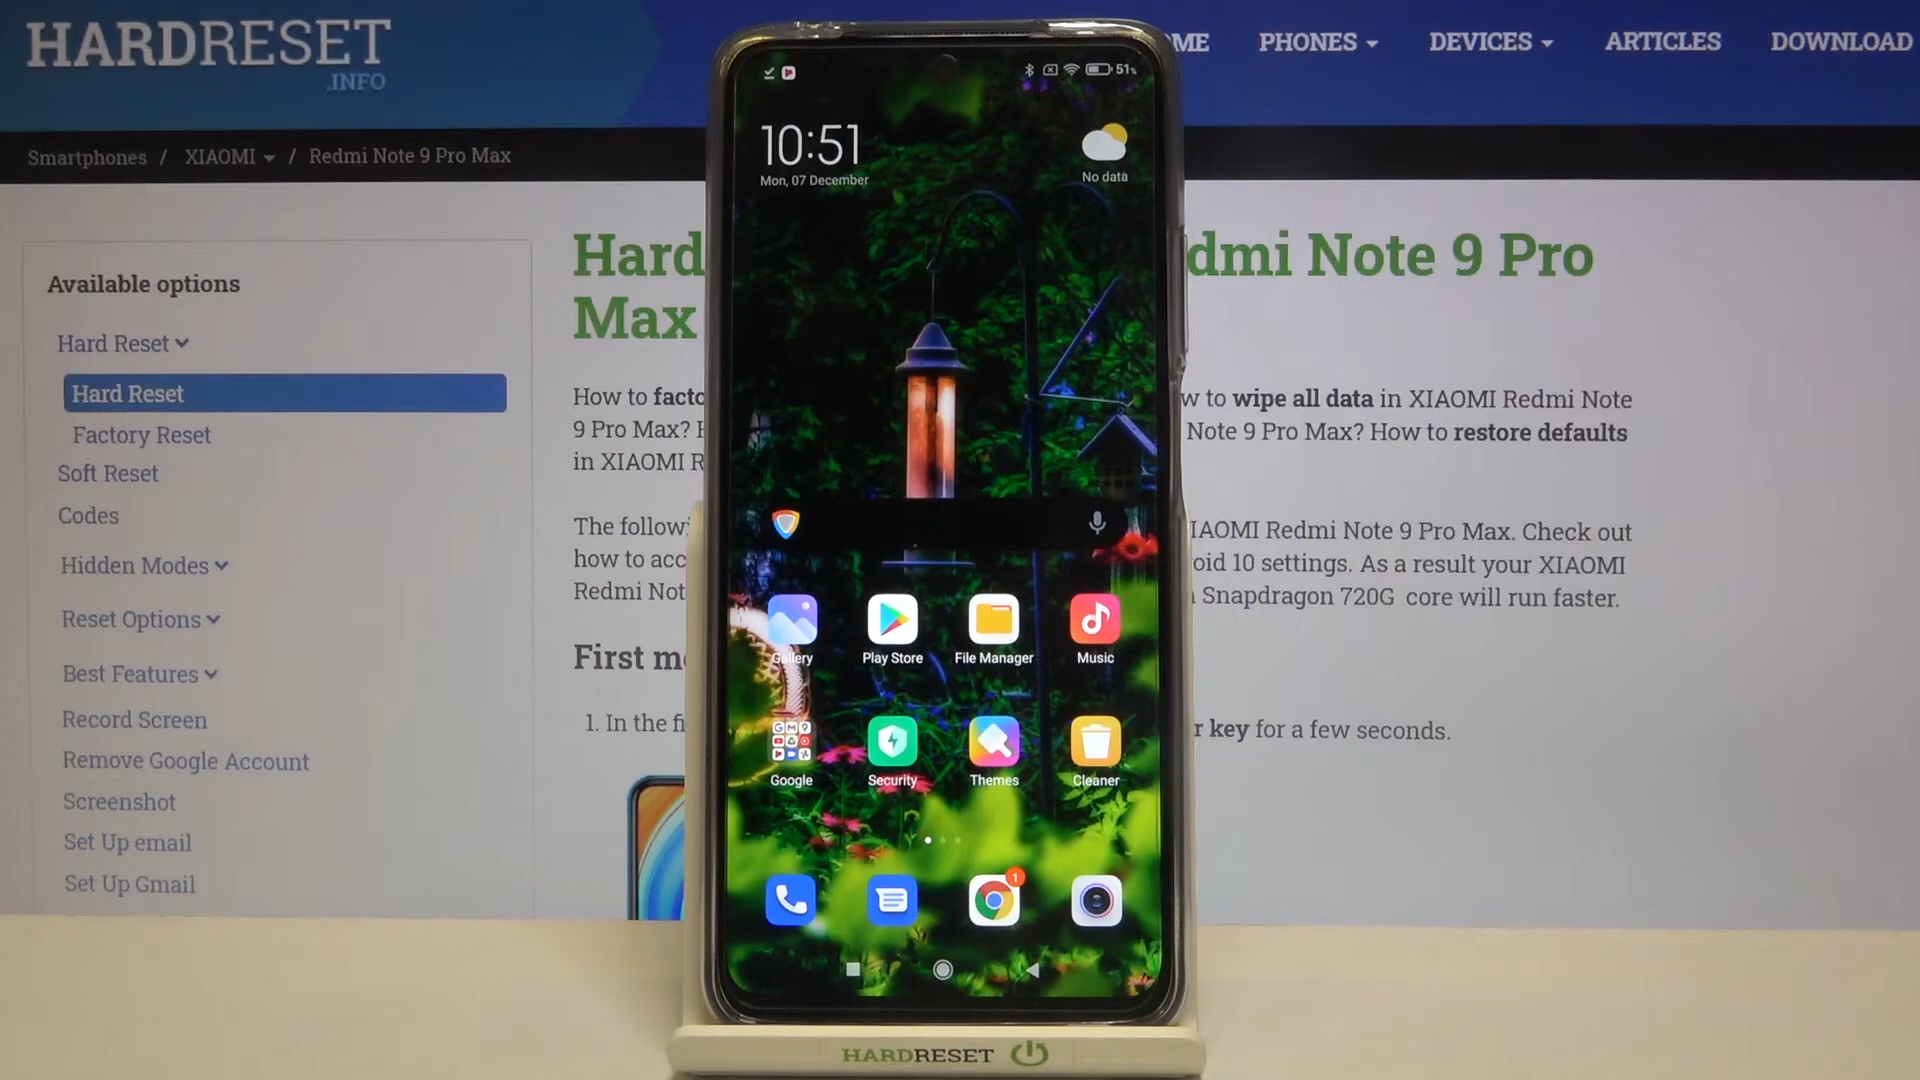 HARDRESET
.INFO
OME PHONES DEVICES ARTICLES DOWNLOAD
Smartphones / XIAOMI / Redmi Note 9 Pro Max
Available options
Hard Reset
Hard Reset
Factory Reset
Soft Reset
Codes
Hidden Modes
Reset Options
Best Features
Record Screen
Remove Google Account
Screenshot
Set Up email
Set Up Gmail
Hard dmi Note 9 Pro
Max
How to facto w to wipe all data in XIAOMI Redmi Note
9 Pro Max? H Note 9 Pro Max? How to restore defaults
in XIAOMI R
The followi IAOMI Redmi Note 9 Pro Max. Check out
how to acc oid 10 settings. As a result your XIAOMI
Redmi Not Snapdragon 720G core will run faster.
First m
1. In the fi r key for a few seconds.
51%
10:51
Mon, 07 December
No data
Gallery Play Store File Manager Music
Google Security Themes Cleaner
1
HARDRESET